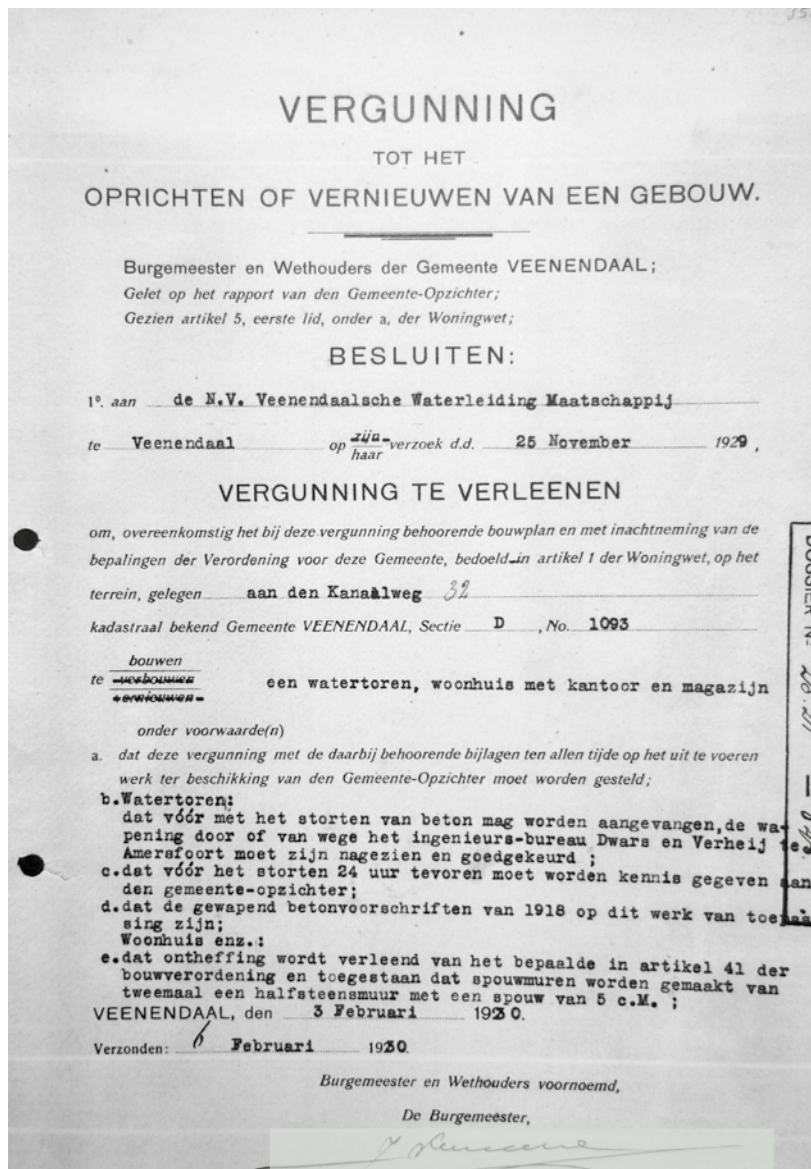 VERGUNNING
TOT HET
OPRICHTEN OF VERNIEUWEN VAN EEN GEBOUW.
Burgemeester en Wethouders der Gemeente VEENENDAAL;
Gelet op het rapport van den Gemeente-Opzichter;
Gezien artikel 5, eerste lid, onder a, der Woningwet;
BESLUITEN:
1º. aan de N.V. Veenendaalsche Waterleiding Maatschappij
te Veenendaal op zijn haar verzoek d.d. 25 November 1929,
VERGUNNING TE VERLEENEN
om, overeenkomstig het bij deze vergunning behoorende bouwplan en met inachtneming van de
bepalingen der Verordening voor deze Gemeente, bedoeld in artikel 1 der Woningwet, op het
terrein, gelegen aan den Kanaalweg 32
kadastraal bekend Gemeente VEENENDAAL, Sectie D, No. 1093
bouwen
te verbouwen een watertoren, woonhuis met kantoor en magazijn
vernieuwen
onder voorwaarde(n)
a. dat deze vergunning met de daarbij behoorende bijlagen ten allen tijde op het uit te voeren
werk ter beschikking van den Gemeente-Opzichter moet worden gesteld;
b. Watertoren:
dat vóór met het storten van beton mag worden aangevangen, de wa-
pening door of van wege het ingenieurs-bureau Dwars en Verheij te
Amersfoort moet zijn nagezien en goedgekeurd ;
c. dat vóór het storten 24 uur tevoren moet worden kennis gegeven aan
den gemeente-opzichter;
d. dat de gewapend betonvoorschriften van 1918 op dit werk van toepas
sing zijn;
Woonhuis enz.:
e. dat ontheffing wordt verleend van het bepaalde in artikel 41 der
bouwverordening en toegestaan dat spouwmuren worden gemaakt van
tweemaal een halfsteensmuur met een spouw van 5 c.M. ;
VEENENDAAL, den 3 Februari 1930.
Verzonden: 6 Februari 1930.
Burgemeester en Wethouders voornoemd,
De Burgemeester,
DOSSIER No.